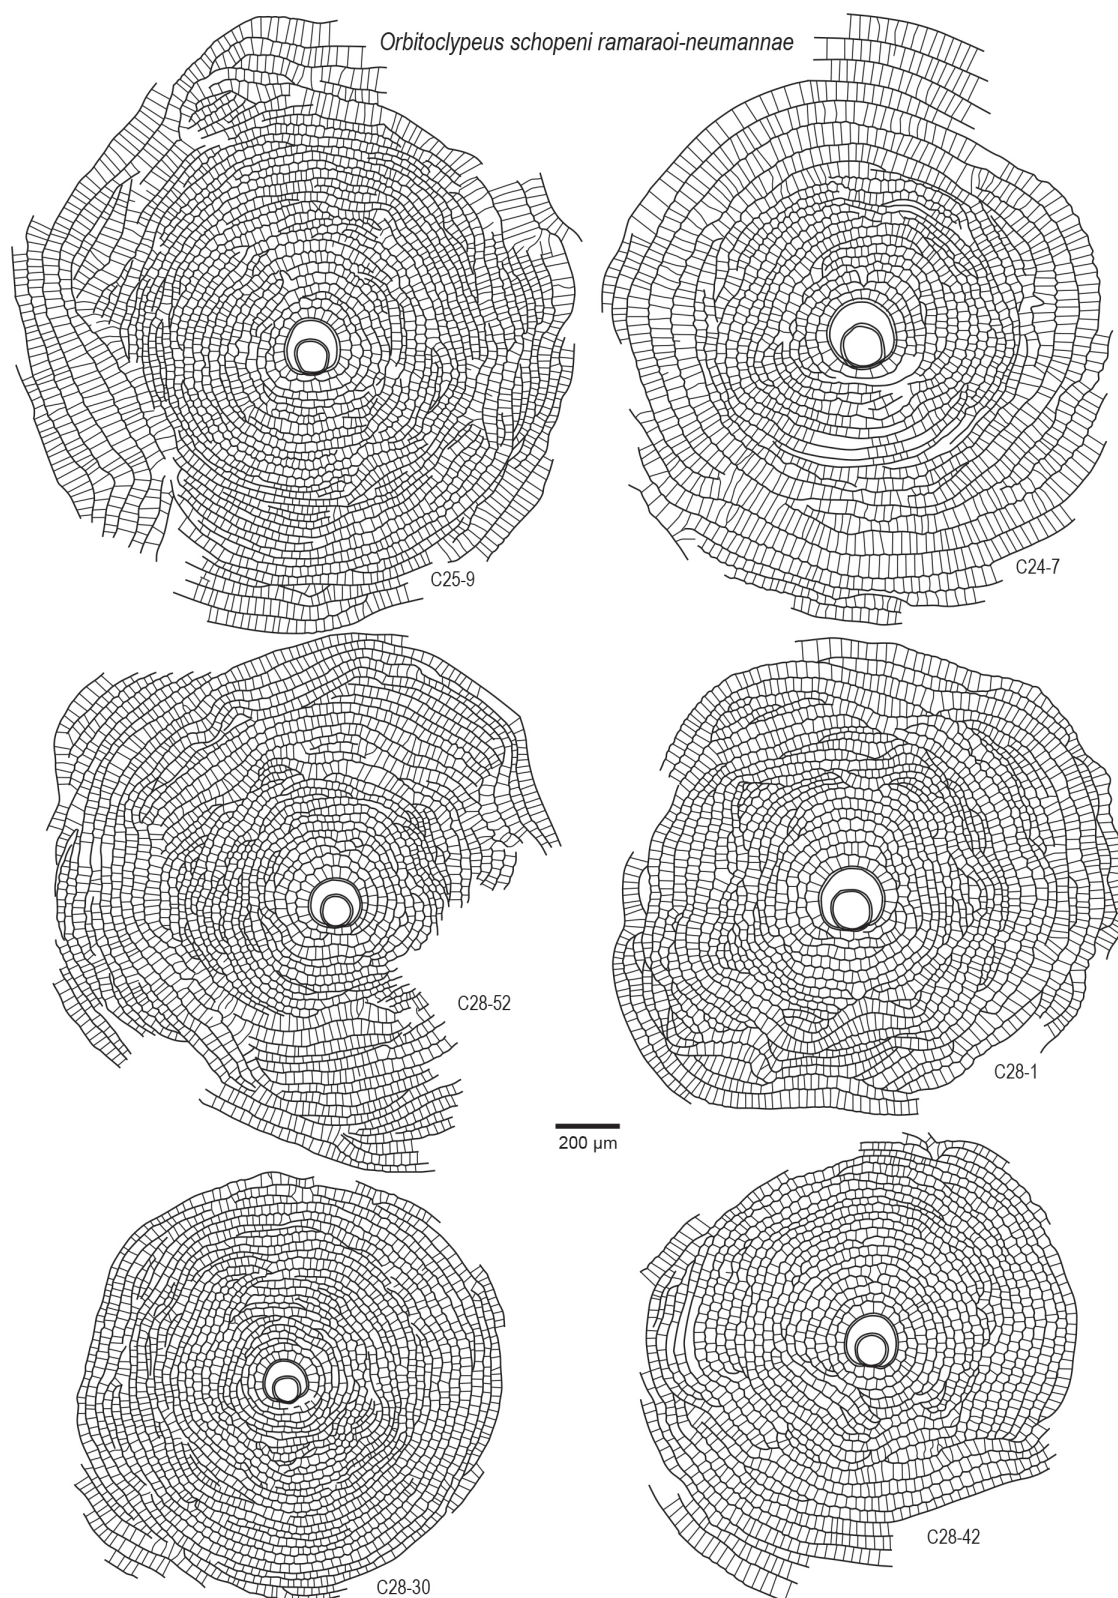 Orbitoclypeus schopeni ramaraoi-neumannae
C25-9
C24-7
C28-52
C28-1
200 µm
C28-30
C28-42